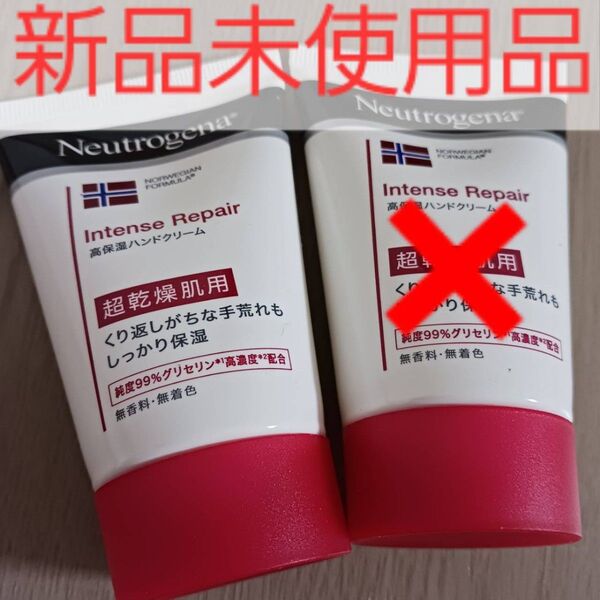 新品未使用品
Neutrogena®
NORWEGIAN
FORMULA®
Intense Repair
高保湿ハンドクリーム
超乾燥肌用
くり返しがちな手荒れも
しっかり保湿
純度99%グリセリン*1高濃度*2配合
無香料・無着色
Neutrogena®
NORWEGIAN
FORMULA®
Intense Repair
高保湿ハンドクリーム
超乾 肌用
くり な手荒れも
しっかり保
純度99%グリセリン 高濃度*2配合
無香料・無着色